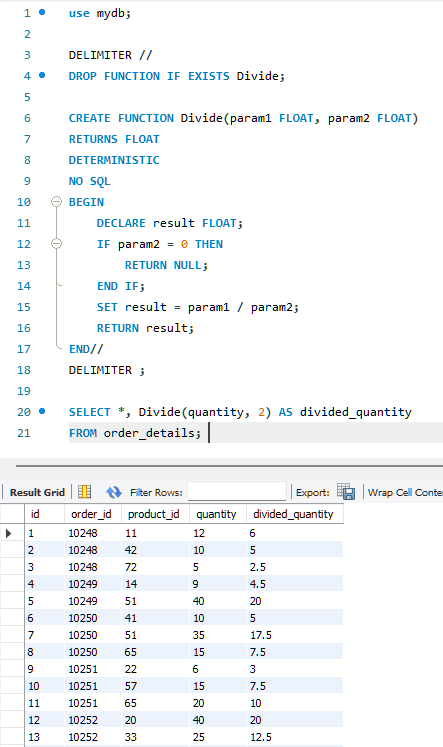 1 use mydb;
2
3 DELIMITER //
4 DROP FUNCTION IF EXISTS Divide;
5
6 CREATE FUNCTION Divide(param1 FLOAT, param2 FLOAT)
7 RETURNS FLOAT
8 DETERMINISTIC
9 NO SQL
10 BEGIN
11 DECLARE result FLOAT;
12 IF param2 = 0 THEN
13 RETURN NULL;
14 END IF;
15 SET result = param1 / param2;
16 RETURN result;
17 END//
18 DELIMITER ;
19
20 SELECT *, Divide(quantity, 2) AS divided_quantity
21 FROM order_details;
Result Grid Filter Rows: Export: Wrap Cell Conte
id order_id product_id quantity divided_quantity
1 10248 11 12 6
2 10248 42 10 5
3 10248 72 5 2.5
4 10249 14 9 4.5
5 10249 51 40 20
6 10250 41 10 5
7 10250 51 35 17.5
8 10250 65 15 7.5
9 10251 22 6 3
10 10251 57 15 7.5
11 10251 65 20 10
12 10252 20 40 20
13 10252 33 25 12.5